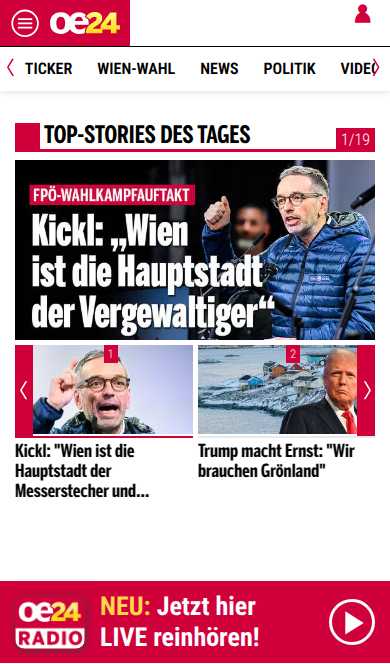 oe24
TICKER WIEN-WAHL NEWS POLITIK VIDEO
TOP-STORIES DES TAGES
1/19
FPÖ-WAHLKAMPFAUFTAKT
Kickl: „Wien
ist die Hauptstadt
der Vergewaltiger“
1
2
Kickl: "Wien ist die
Hauptstadt der
Messerstecher und...
Trump macht Ernst: "Wir
brauchen Grönland"
oe24
RADIO
NEU: Jetzt hier
LIVE reinhören!